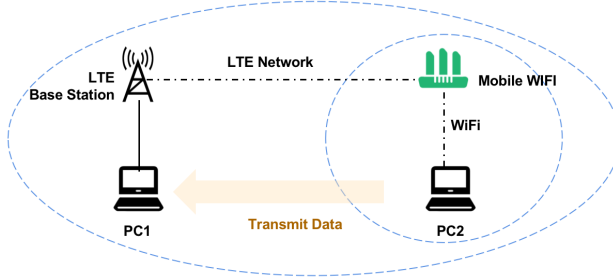 LTE Network
LTE
Base Station
Mobile WIFI
WiFi
Transmit Data
PC1
PC2